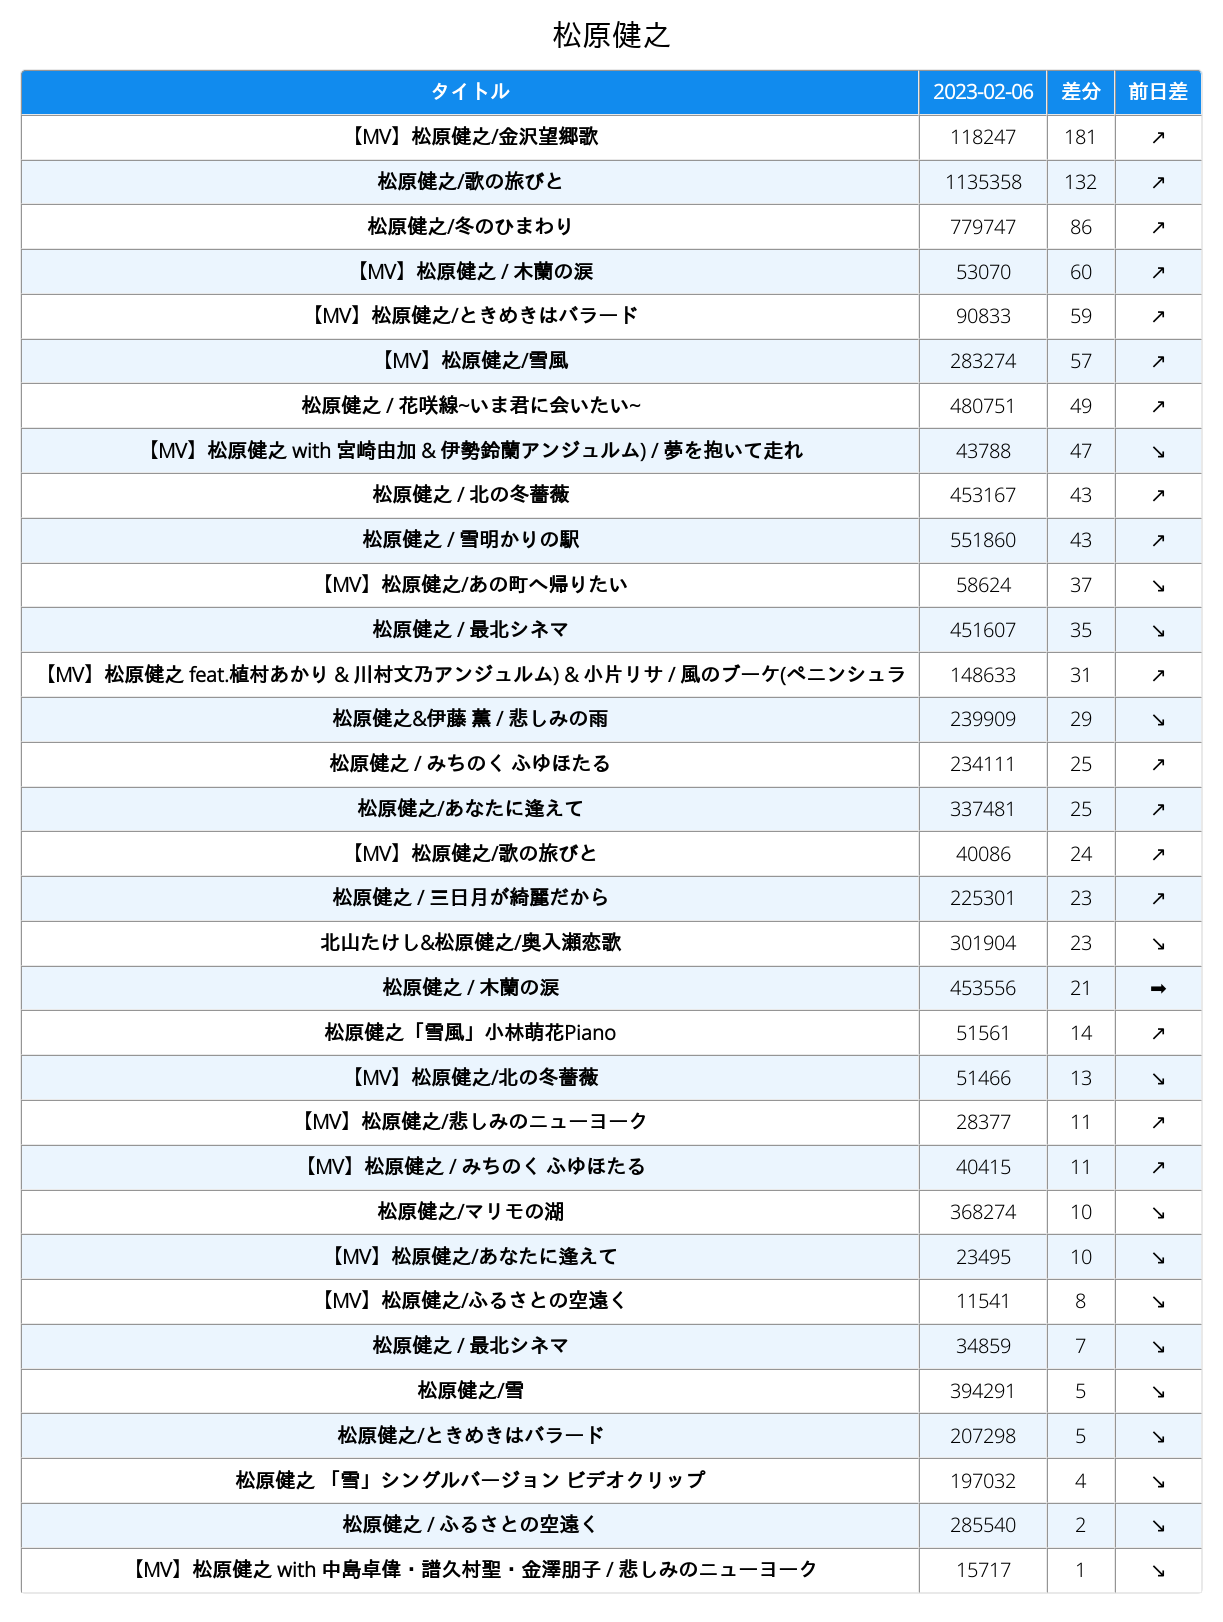 松原健之
タイトル 2023-02-06 差分 前日差
【MV】松原健之/金沢望郷歌 118247 181 ↗
松原健之/歌の旅びと 1135358 132 ↗
松原健之/冬のひまわり 779747 86 ↗
【MV】松原健之 / 木蘭の涙 53070 60 ↗
【MV】松原健之/ときめきはバラード 90833 59 ↗
【MV】松原健之/雪風 283274 57 ↗
松原健之 / 花咲線~いま君に会いたい~ 480751 49 ↗
【MV】松原健之 with 宮崎由加 & 伊勢鈴蘭アンジュルム) / 夢を抱いて走れ 43788 47 ↘
松原健之 / 北の冬薔薇 453167 43 ↗
松原健之 / 雪明かりの駅 551860 43 ↗
【MV】松原健之/あの町へ帰りたい 58624 37 ↘
松原健之 / 最北シネマ 451607 35 ↘
【MV】松原健之 feat.植村あかり & 川村文乃アンジュルム) & 小片リサ / 風のブーケ(ペニンシュラ 148633 31 ↗
松原健之&伊藤 薫 / 悲しみの雨 239909 29 ↘
松原健之 / みちのく ふゆほたる 234111 25 ↗
松原健之/あなたに逢えて 337481 25 ↗
【MV】松原健之/歌の旅びと 40086 24 ↗
松原健之 / 三日月が綺麗だから 225301 23 ↗
北山たけし&松原健之/奥入瀬恋歌 301904 23 ↘
松原健之 / 木蘭の涙 453556 21 ➡
松原健之「雪風」小林萌花Piano 51561 14 ↗
【MV】松原健之/北の冬薔薇 51466 13 ↘
【MV】松原健之/悲しみのニューヨーク 28377 11 ↗
【MV】松原健之 / みちのく ふゆほたる 40415 11 ↗
松原健之/マリモの湖 368274 10 ↘
【MV】松原健之/あなたに逢えて 23495 10 ↘
【MV】松原健之/ふるさとの空遠く 11541 8 ↘
松原健之 / 最北シネマ 34859 7 ↘
松原健之/雪 394291 5 ↘
松原健之/ときめきはバラード 207298 5 ↘
松原健之 「雪」シングルバージョン ビデオクリップ 197032 4 ↘
松原健之 / ふるさとの空遠く 285540 2 ↘
【MV】松原健之 with 中島卓偉・譜久村聖・金澤朋子 / 悲しみのニューヨーク 15717 1 ↘